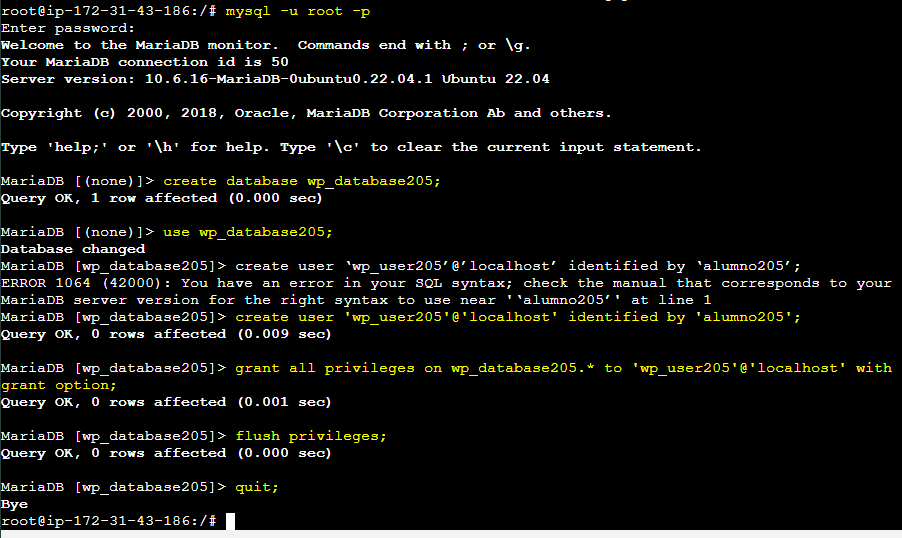 root@ip-172-31-43-186:/# mysql -u root -p
Enter password:
Welcome to the MariaDB monitor.  Commands end with ; or \g.
Your MariaDB connection id is 50
Server version: 10.6.16-MariaDB-0ubuntu0.22.04.1 Ubuntu 22.04
Copyright (c) 2000, 2018, Oracle, MariaDB Corporation Ab and others.
Type 'help;' or '\h' for help. Type '\c' to clear the current input statement.
MariaDB [(none)]> create database wp_database205;
Query OK, 1 row affected (0.000 sec)
MariaDB [(none)]> use wp_database205;
Database changed
MariaDB [wp_database205]> create user ‘wp_user205’@’localhost’ identified by ‘alumno205’;
ERROR 1064 (42000): You have an error in your SQL syntax; check the manual that corresponds to your
MariaDB server version for the right syntax to use near '‘alumno205’' at line 1
MariaDB [wp_database205]> create user 'wp_user205'@'localhost' identified by 'alumno205';
Query OK, 0 rows affected (0.009 sec)
MariaDB [wp_database205]> grant all privileges on wp_database205.* to 'wp_user205'@'localhost' with
grant option;
Query OK, 0 rows affected (0.001 sec)
MariaDB [wp_database205]> flush privileges;
Query OK, 0 rows affected (0.000 sec)
MariaDB [wp_database205]> quit;
Bye
root@ip-172-31-43-186:/#